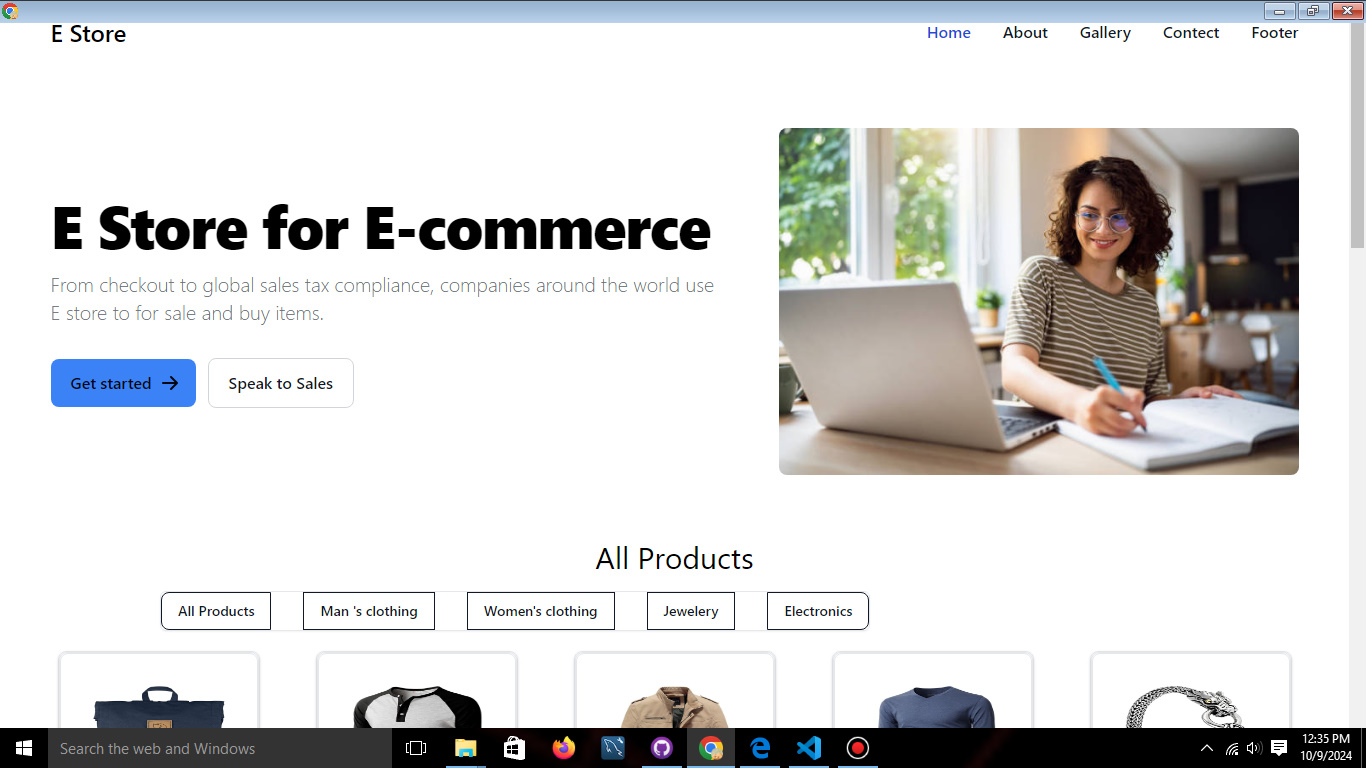 E Store
Home About Gallery Contect Footer
E Store for E-commerce
From checkout to global sales tax compliance, companies around the world use
E store to for sale and buy items.
Get started
Speak to Sales
All Products
All Products Man 's clothing Women's clothing Jewelery Electronics
Search the web and Windows
12:35 PM
10/9/2024